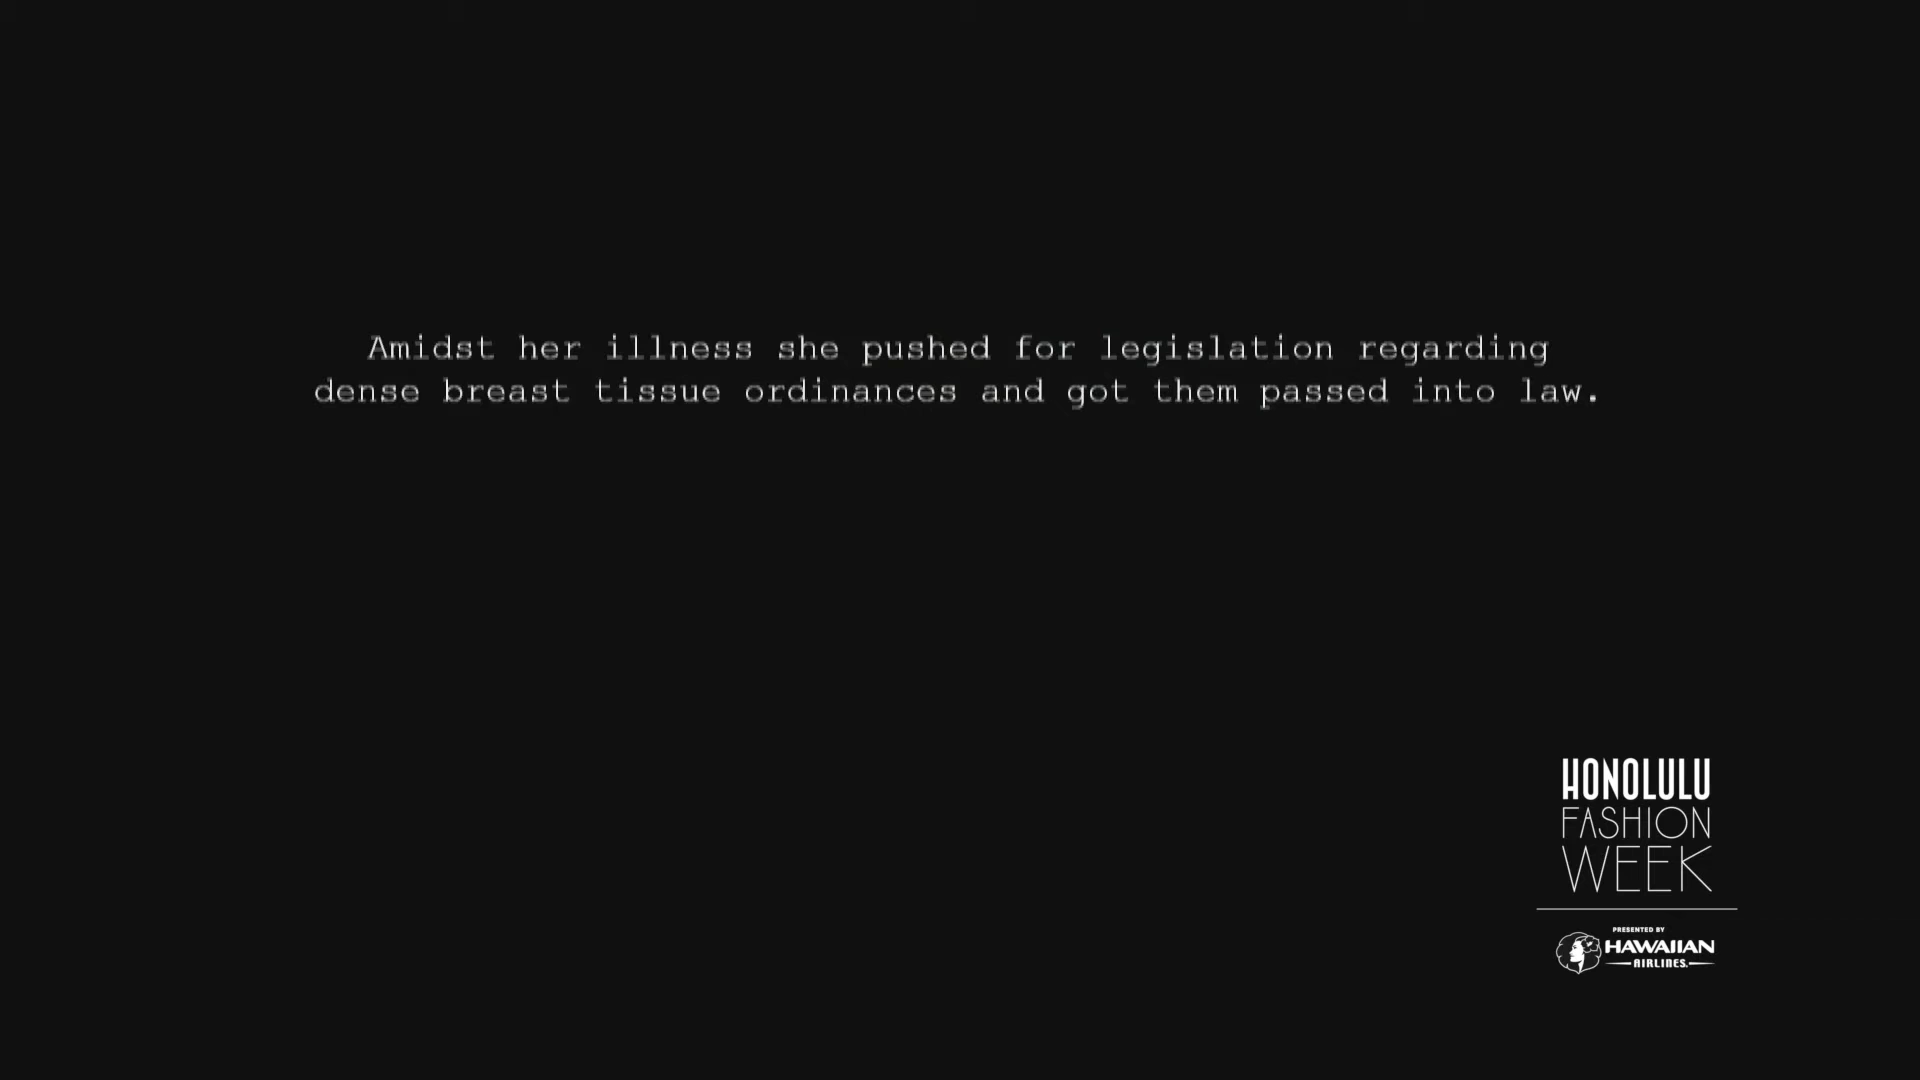 Amidst her illness she pushed for legislation regarding
dense breast tissue ordinances and got them passed into law.
HONOLULU
FASHION
WEEK
PRESENTED BY
HAWAIIAN
AIRLINES.